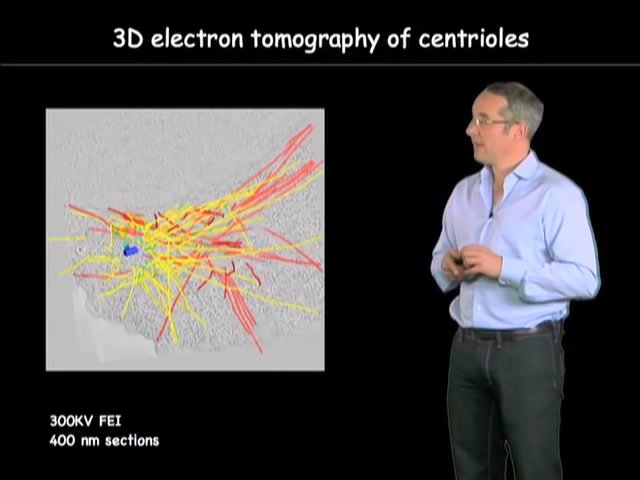 3D electron tomography of centrioles
300KV FEI
400 nm sections